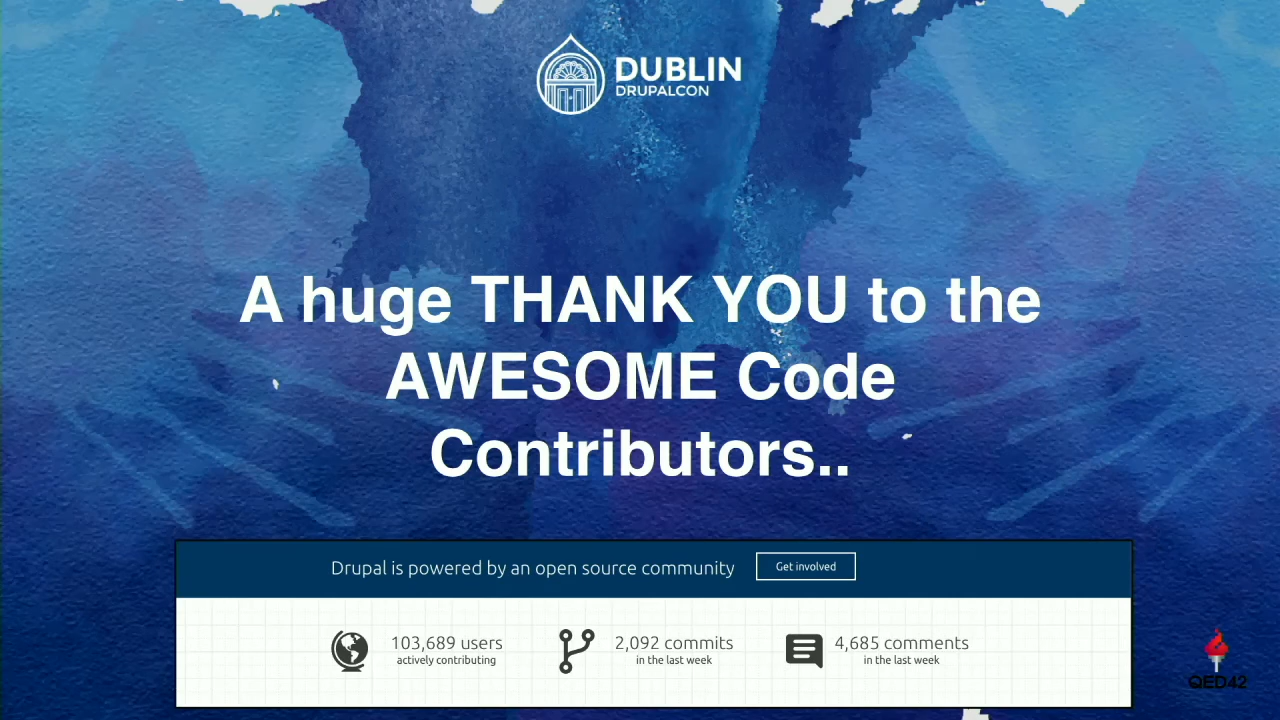 DUBLIN
DRUPALCON
A huge THANK YOU to the
AWESOME Code
Contributors..
Drupal is powered by an open source community
Get involved
103,689 users
actively contributing
2,092 commits
in the last week
4,685 comments
in the last week
QED42